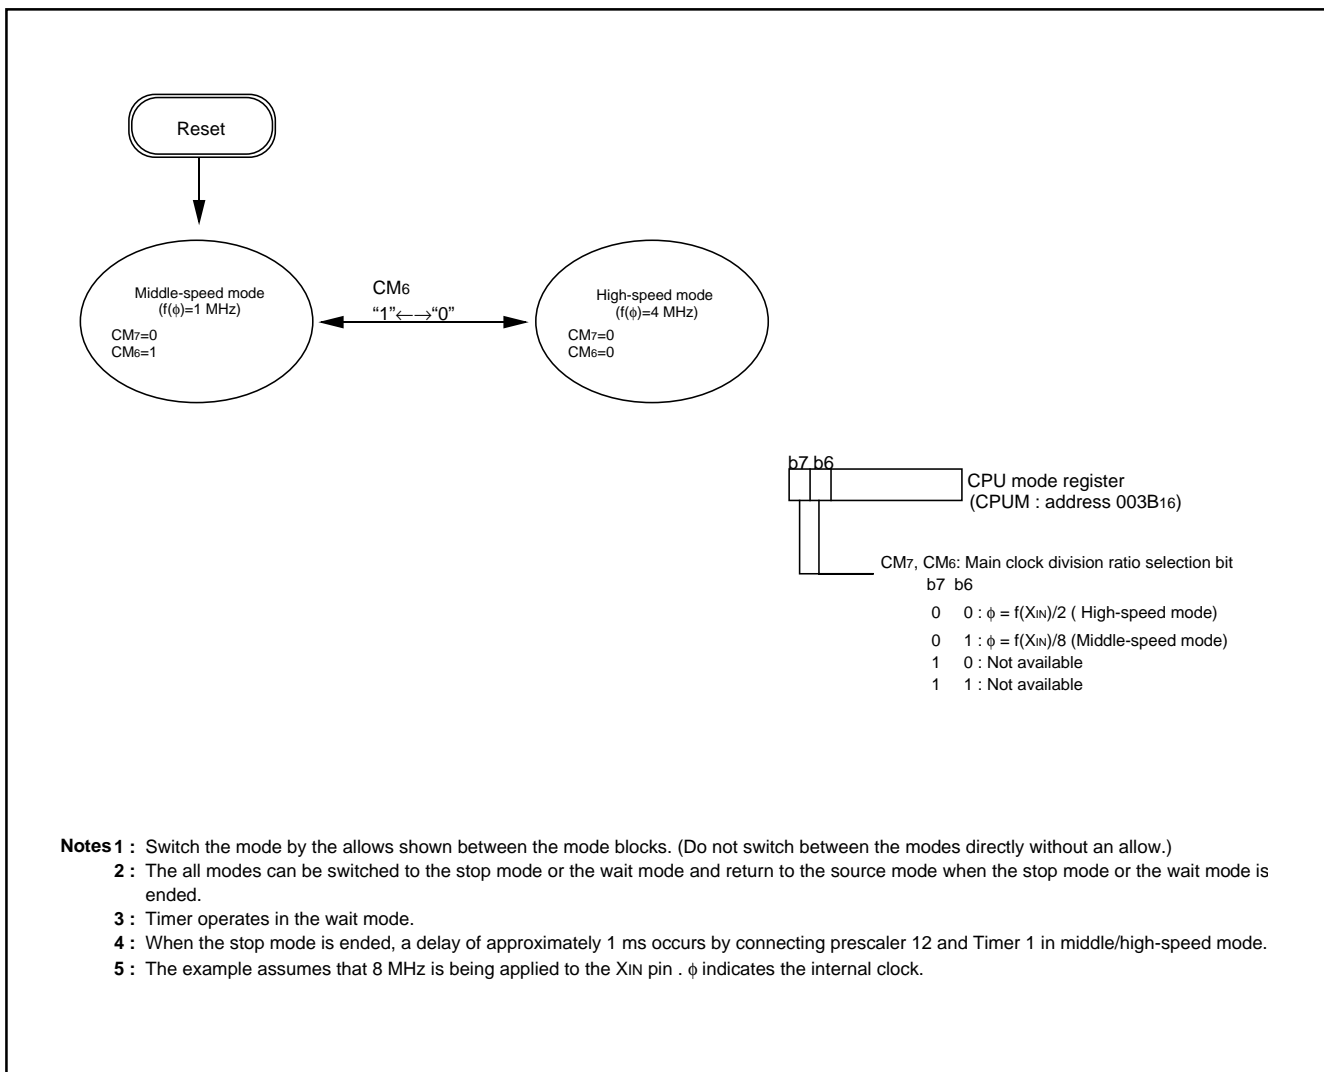 Reset
Middle-speed mode
(f(ϕ)=1 MHz)
CM7=0
CM6=1
CM6
“1”←→“0”
High-speed mode
(f(ϕ)=4 MHz)
CM7=0
CM6=0
b7 b6
CPU mode register
(CPUM : address 003B16)
CM7, CM6: Main clock division ratio selection bit
b7 b6
0 0 : ϕ = f(XIN)/2 ( High-speed mode)
0 1 : ϕ = f(XIN)/8 (Middle-speed mode)
1 0 : Not available
1 1 : Not available
Notes 1 : Switch the mode by the allows shown between the mode blocks. (Do not switch between the modes directly without an allow.)
2 : The all modes can be switched to the stop mode or the wait mode and return to the source mode when the stop mode or the wait mode is
ended.
3 : Timer operates in the wait mode.
4 : When the stop mode is ended, a delay of approximately 1 ms occurs by connecting prescaler 12 and Timer 1 in middle/high-speed mode.
5 : The example assumes that 8 MHz is being applied to the XIN pin . ϕ indicates the internal clock.